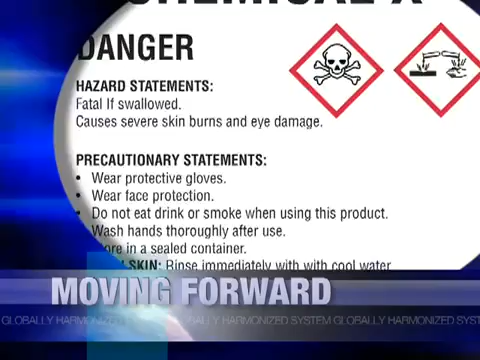 CHEMICAL X
DANGER
HAZARD STATEMENTS:
Fatal If swallowed.
Causes severe skin burns and eye damage.
PRECAUTIONARY STATEMENTS:
• Wear protective gloves.
• Wear face protection.
• Do not eat drink or smoke when using this product.
Wash hands thoroughly after use.
ore in a sealed container.
SKIN: Rinse immediately with with cool water
MOVING FORWARD
GLOBALLY HARMONIZED SYSTEM GLOBALLY HARMONIZED SYSTEM GLOBALLY HARMONIZED SYST